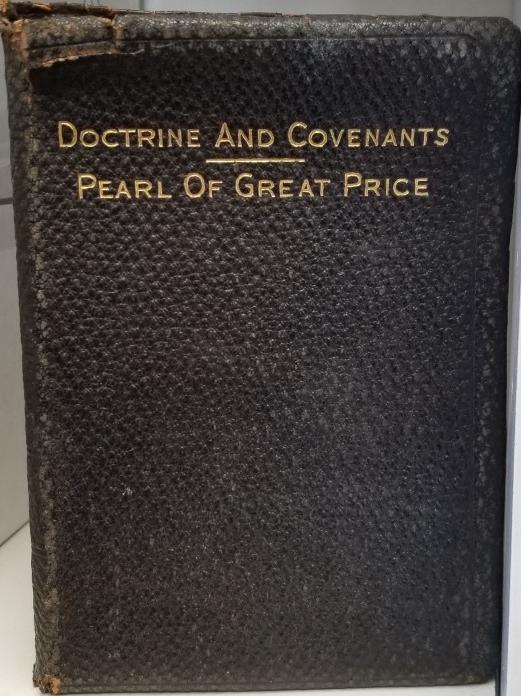 DOCTRINE AND COVENANTS
PEARL OF GREAT PRICE